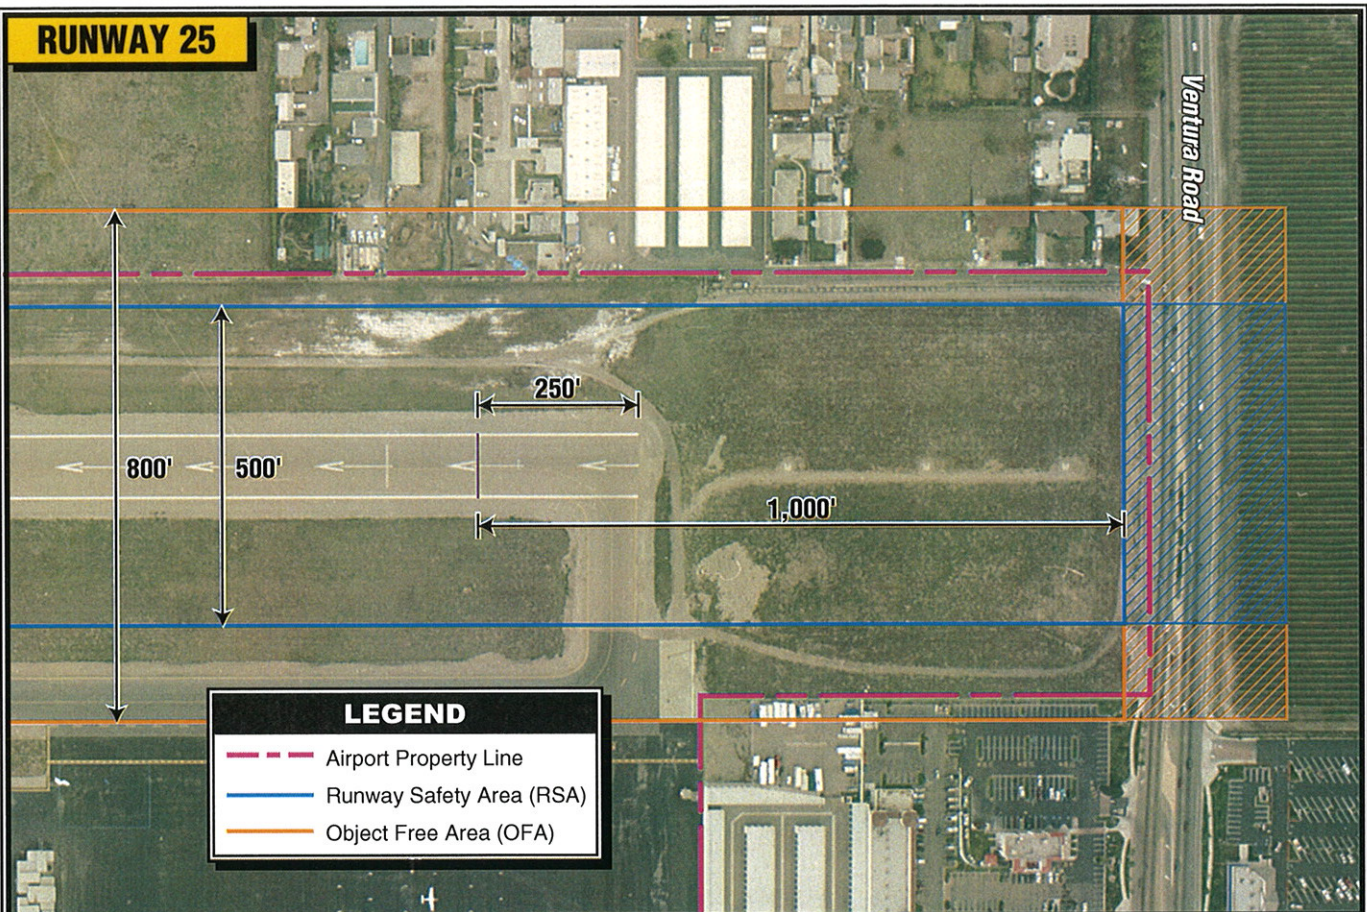 RUNWAY 25
Ventura Road
250'
800'
500'
1,000'
LEGEND
Airport Property Line
Runway Safety Area (RSA)
Object Free Area (OFA)